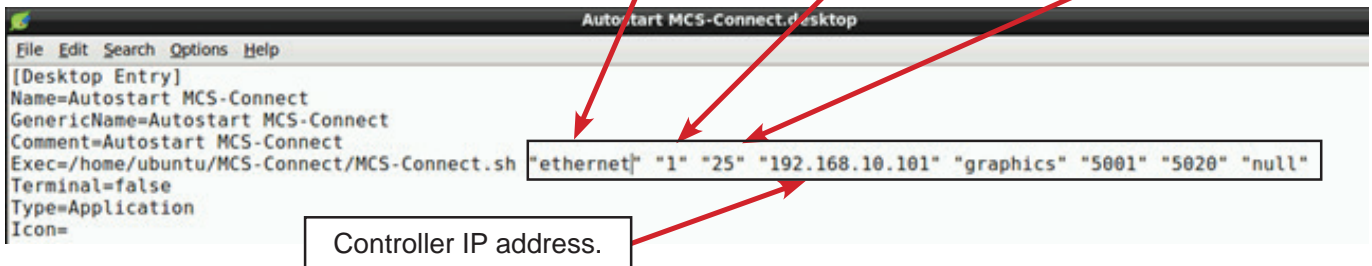 Autostart MCS-Connect.desktop
File Edit Search Options Help
[Desktop Entry]
Name=Autostart MCS-Connect
GenericName=Autostart MCS-Connect
Comment=Autostart MCS-Connect
Exec=/home/ubuntu/MCS-Connect/MCS-Connect.sh "ethernet" "1" "25" "192.168.10.101" "graphics" "5001" "5020" "null"
Terminal=false
Type=Application
Icon=
Controller IP address.